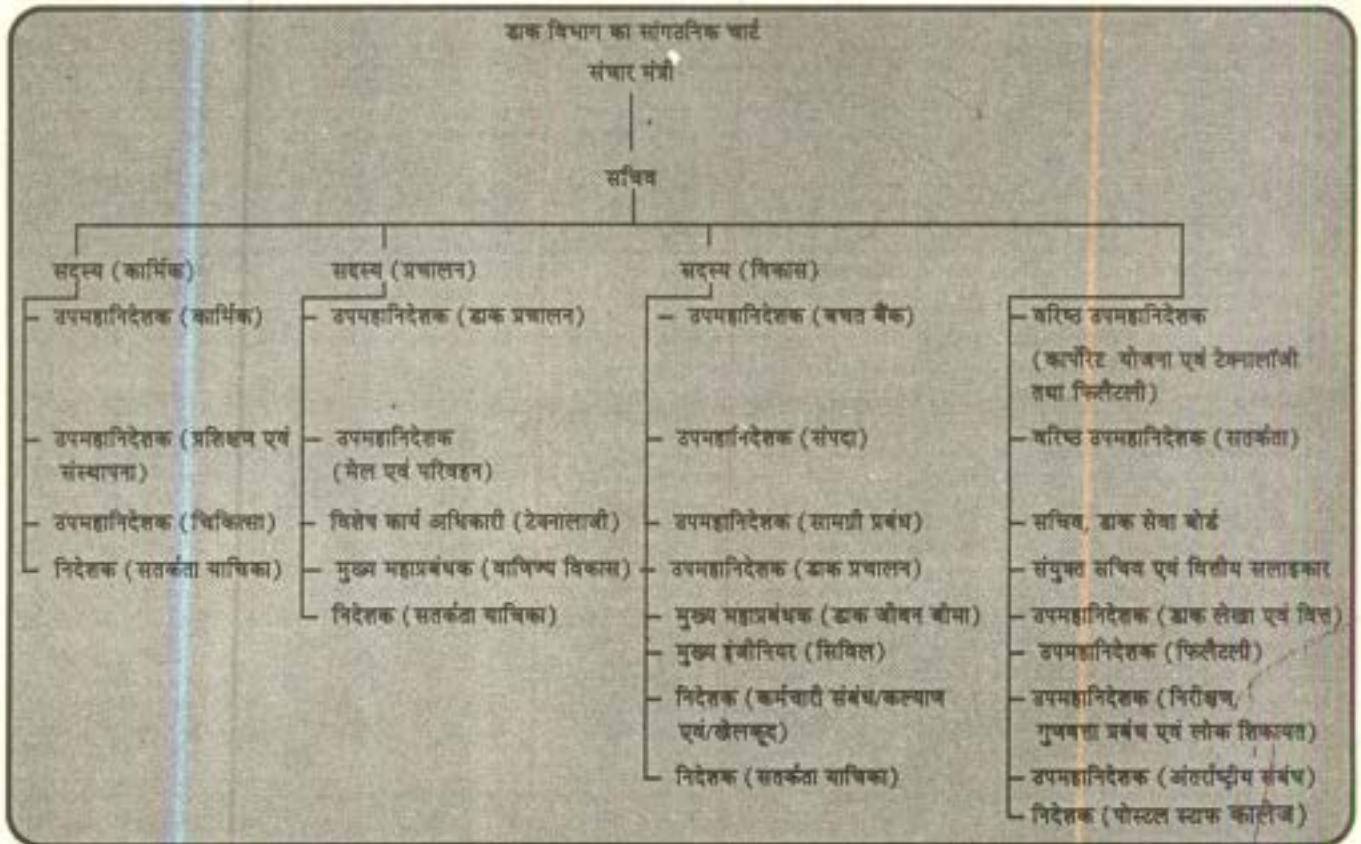 डाक विभाग का सांगठनिक चार्ट
संचार मंत्री
सचिव
सदस्य (कार्मिक)
उपमहानिदेशक (कार्मिक)
उपमहानिदेशक (प्रशिक्षण एवं
संस्थापना)
उपमहानिदेशक (चिकित्सा)
निदेशक (सतर्कता याचिका)
सदस्य (प्रचालन)
उपमहानिदेशक (डाक प्रचालन)
उपमहानिदेशक
(मेल एवं परिवहन)
विशेष कार्य अधिकारी (टेक्नालाजी)
मुख्य महाप्रबंधक (वाणिज्य विकास)
निदेशक (सतर्कता याचिका)
सदस्य (विकास)
उपमहानिदेशक (बचत बैंक)
उपमहानिदेशक (संपदा)
उपमहानिदेशक (सामग्री प्रबंध)
उपमहानिदेशक (डाक प्रचालन)
मुख्य महाप्रबंधक (डाक जीवन बीमा)
मुख्य इंजीनियर (सिविल)
निदेशक (कर्मचारी संबंध/कल्याण
एवं/खेलकूद)
निदेशक (सतर्कता याचिका)
वरिष्ठ उपमहानिदेशक
(कार्पोरेट योजना एवं टेक्नालॉजी
तथा फिलैटली)
वरिष्ठ उपमहानिदेशक (सतर्कता)
सचिव, डाक सेवा बोर्ड
संयुक्त सचिव एवं वित्तीय सलाहकार
उपमहानिदेशक (डाक लेखा एवं वित्त)
उपमहानिदेशक (फिलैटली)
उपमहानिदेशक (निरीक्षण,
गुणवत्ता प्रबंध एवं लोक शिकायत)
उपमहानिदेशक (अंतर्राष्ट्रीय संबंध)
निदेशक (पोस्टल स्टाफ कालेज)